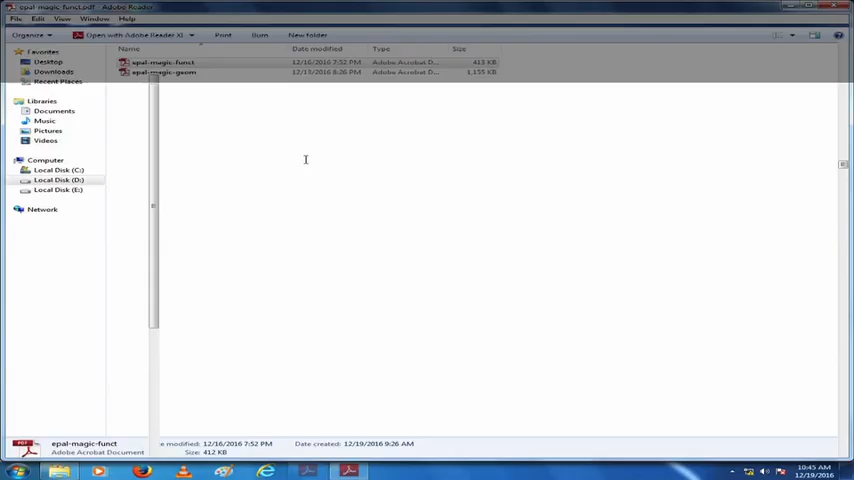 epal-magic-funct.pdf - Adobe Reader
File Edit View Window Help
Organize Open with Adobe Reader XI Print Burn New folder
Name Date modified Type Size
Favorites
epal-magic-funct 12/16/2016 7:52 PM Adobe Acrobat D... 413 KB
Desktop
epal-magic-geom 12/15/2016 8:26 PM Adobe Acrobat D... 1,155 KB
Downloads
Recent Places
Libraries
Documents
Music
Pictures
Videos
Computer
Local Disk (C:)
Local Disk (D:)
Local Disk (E:)
Network
epal-magic-funct
e modified: 12/16/2016 7:52 PM
Date created: 12/19/2016 9:26 AM
Adobe Acrobat Document
Size: 412 KB
10:45 AM
12/19/2016